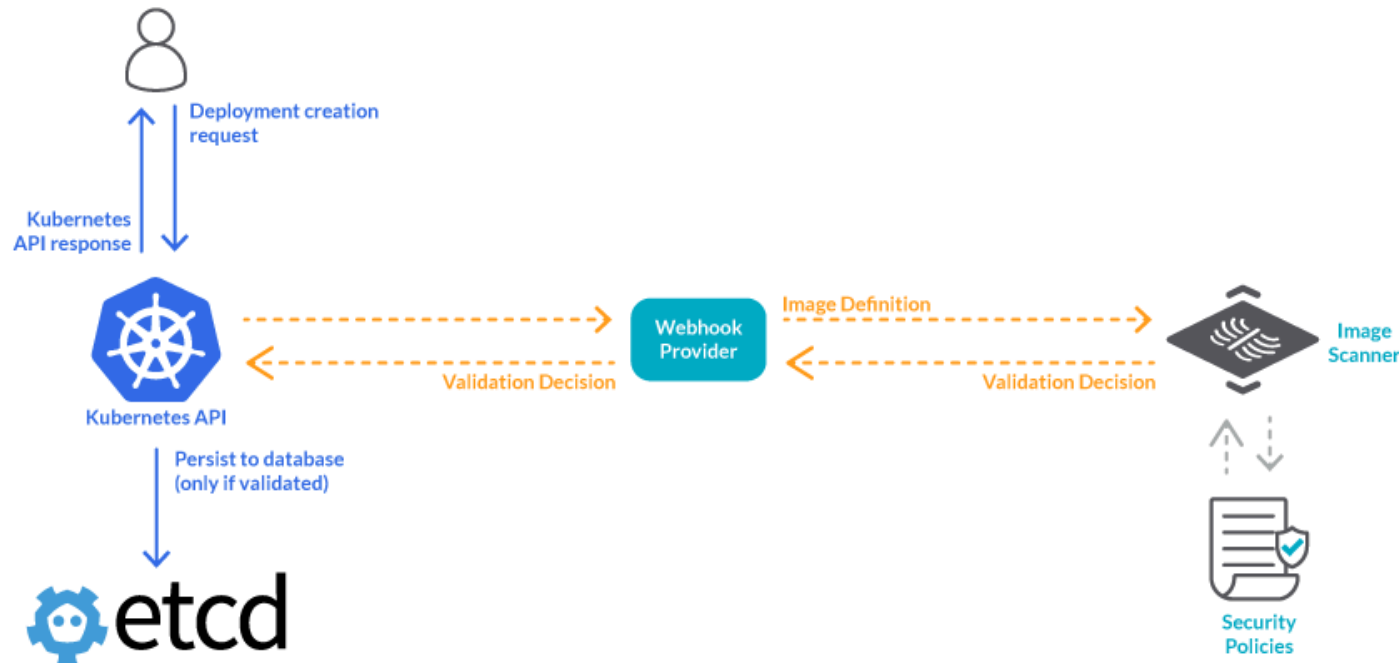 Deployment creation
request
Kubernetes
API response
Kubernetes API
Webhook
Provider
Image Definition
Image
Scanner
Validation Decision
Validation Decision
Persist to database
(only if validated)
etcd
Security
Policies